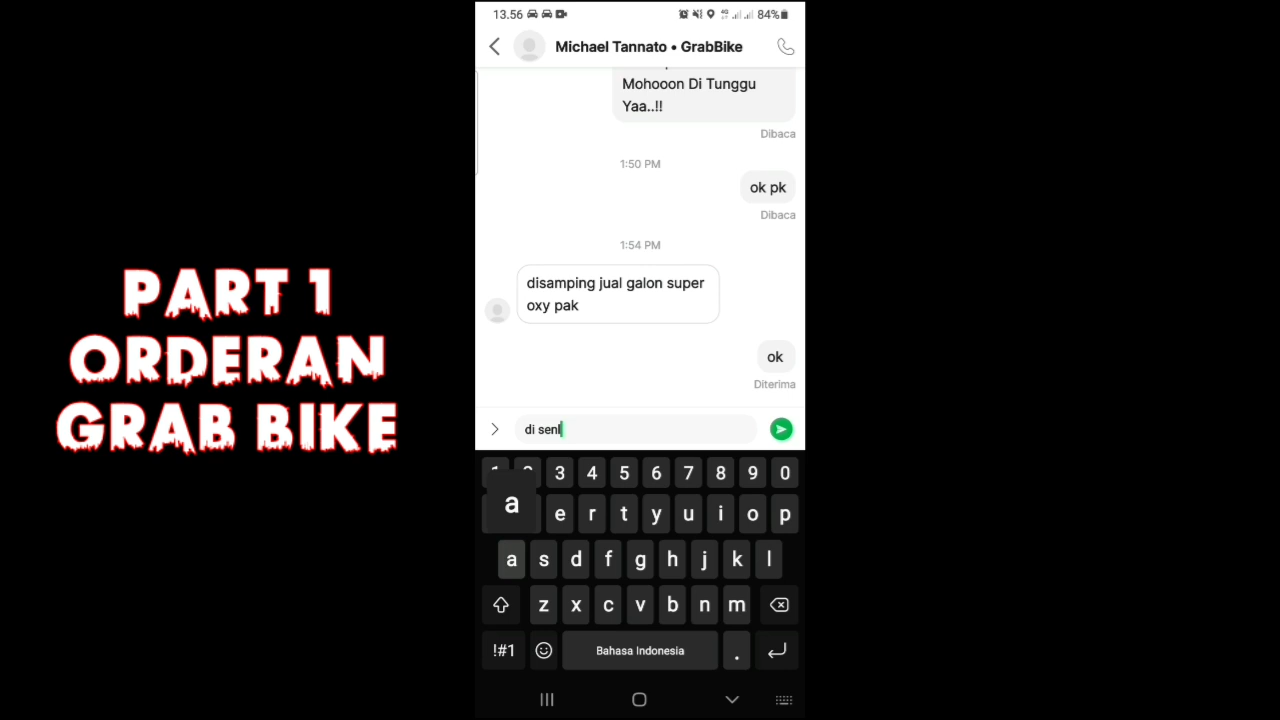 13.56
84%
Michael Tannato • GrabBike
Mohooon Di Tunggu
Yaa..!!
Dibaca
1:50 PM
ok pk
Dibaca
1:54 PM
disamping jual galon super
oxy pak
ok
Diterima
di senl
PART 1
ORDERAN
GRAB BIKE
3 4 5 6 7 8 9 0
a
e r t y u i o p
a s d f g h j k l
z x c v b n m
!#1
Bahasa Indonesia
.